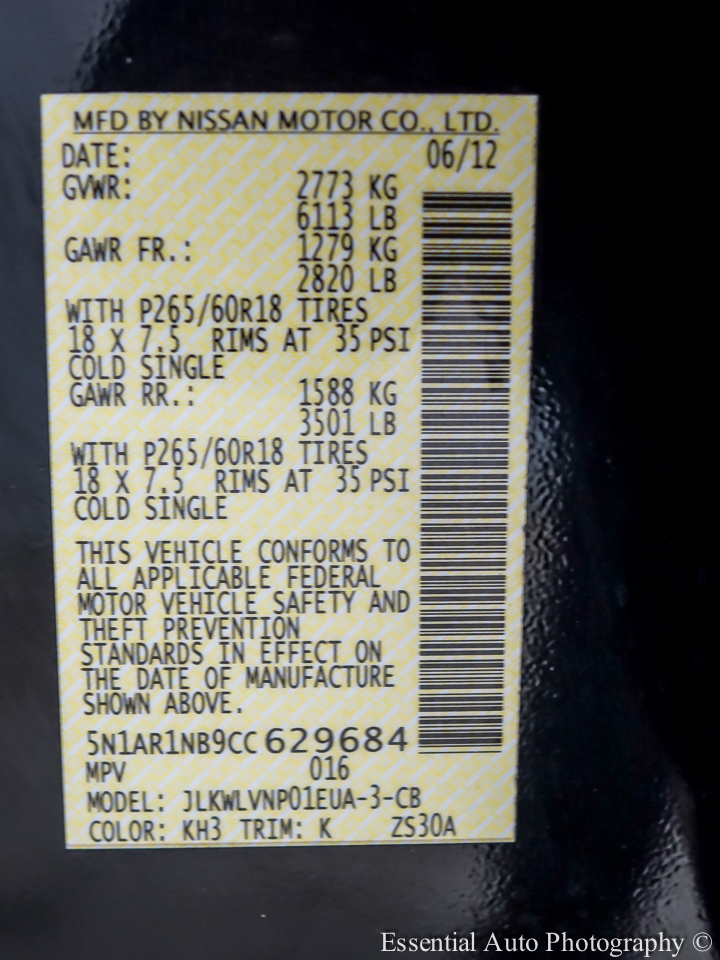 MFD BY NISSAN MOTOR CO., LTD.
DATE: 06/12
GVWR: 2773 KG
6113 LB
GAWR FR.: 1279 KG
2820 LB
WITH P265/60R18 TIRES
18 X 7.5 RIMS AT 35 PSI
COLD SINGLE
GAWR RR.: 1588 KG
3501 LB
WITH P265/60R18 TIRES
18 X 7.5 RIMS AT 35 PSI
COLD SINGLE
THIS VEHICLE CONFORMS TO
ALL APPLICABLE FEDERAL
MOTOR VEHICLE SAFETY AND
THEFT PREVENTION
STANDARDS IN EFFECT ON
THE DATE OF MANUFACTURE
SHOWN ABOVE.
5N1AR1NB9CC629684
MPV 016
MODEL: JLKWLVNP01EUA-3-CB
COLOR: KH3 TRIM: K ZS30A
Essential Auto Photography ©